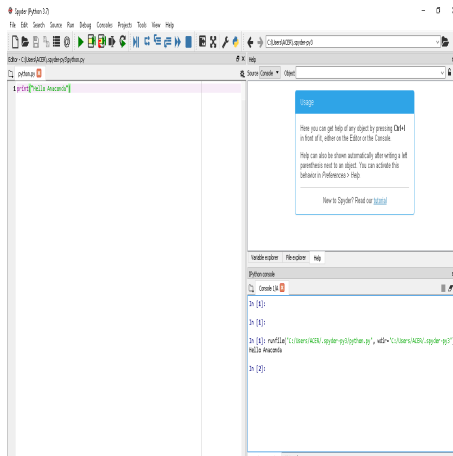 Spyder (Python 3.7)
File Edit Search Source Run Debug Consoles Projects Tools View Help
C:\Users\ACER\.spyder-py3
Editor - C:\Users\ACER\.spyder-py3\python.py
Help
python.py
Source Console Object
1 print("Hello Anaconda")
Usage
Here you can get help of any object by pressing Ctrl+I
in front of it, either on the Editor or the Console.
Help can also be shown automatically after writing a left
parenthesis next to an object. You can activate this
behavior in Preferences > Help.
New to Spyder? Read our tutorial
Variable explorer File explorer Help
IPython console
Console 1/A
In [1]:
In [1]:
In [1]: runfile('C:/Users/ACER/.spyder-py3/python.py', wdir='C:/Users/ACER/.spyder-py3'
Hello Anaconda
In [2]: